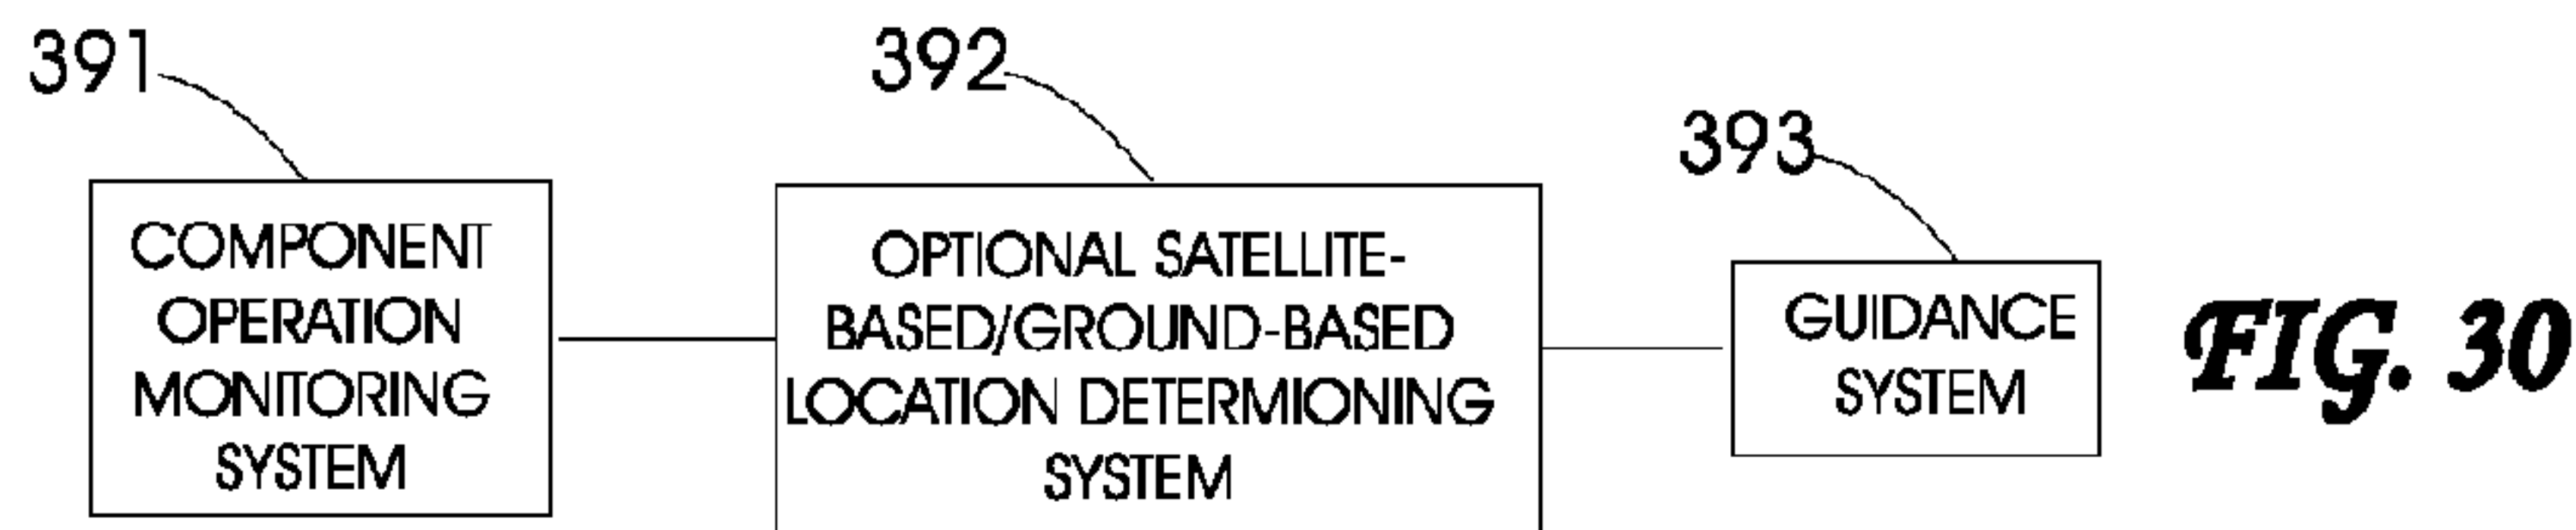 391
COMPONENT
OPERATION
MONITORING
SYSTEM
392
OPTIONAL SATELLITE-
BASED/GROUND-BASED
LOCATION DETERMIONING
SYSTEM
393
GUIDANCE
SYSTEM
FIG. 30